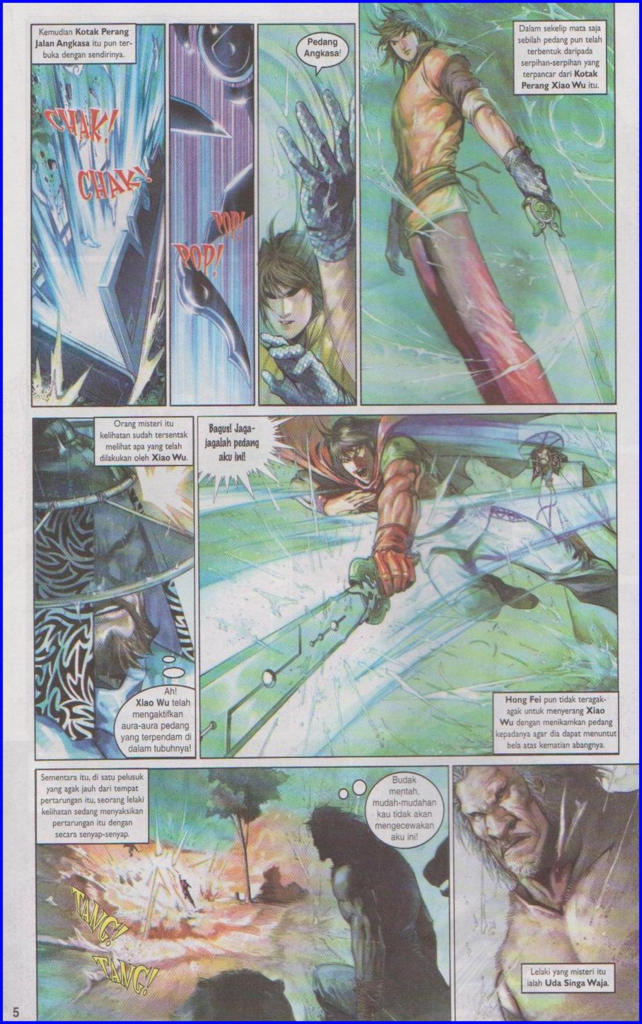 Kemudian Kotak Perang
Jalan Angkasa itu pun ter-
buka dengan sendirinya.
CHAK!
CHAK!
POP!
POP!
Pedang
Angkasa!
Dalam sekelip mata saja
sebilah pedang pun telah
terbentuk daripada
serpihan-serpihan yang
terpancar dari Kotak
Perang Xiao Wu itu.
Orang misteri itu
kelihatan sudah tersentak
melihat apa yang telah
dilakukan oleh Xiao Wu.
Ah!
Xiao Wu telah
mengaktifkan
aura-aura pedang
yang terpendam di
dalam tubuhnya!
Bagus! Jaga-
jagalah pedang
aku ini!
Hong Fei pun tidak teragak-
agak untuk menyerang Xiao
Wu dengan menikamkan pedang
kepadanya agar dia dapat menuntut
bela atas kematian abangnya.
Sementara itu, di satu pelusuk
yang agak jauh dari tempat
pertarungan itu, seorang lelaki
kelihatan sedang menyaksikan
pertarungan itu dengan
secara senyap-senyap.
TANG!
TANG!
Budak
mentah,
mudah-mudahan
kau tidak akan
mengecewakan
aku ini!
Lelaki yang misteri itu
ialah Uda Singa Waja.
5